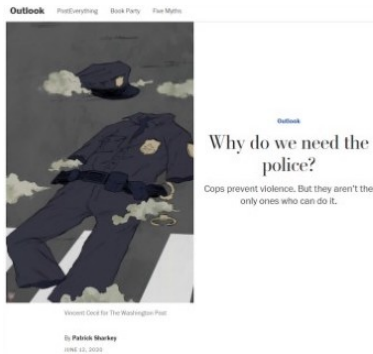 Outlook PostEverything Book Party Five Myths
Outlook
Why do we need the
police?
Cops prevent violence. But they aren't the
only ones who can do it.
Vincent Cecil for The Washington Post
By Patrick Sharkey
JUNE 12, 2020